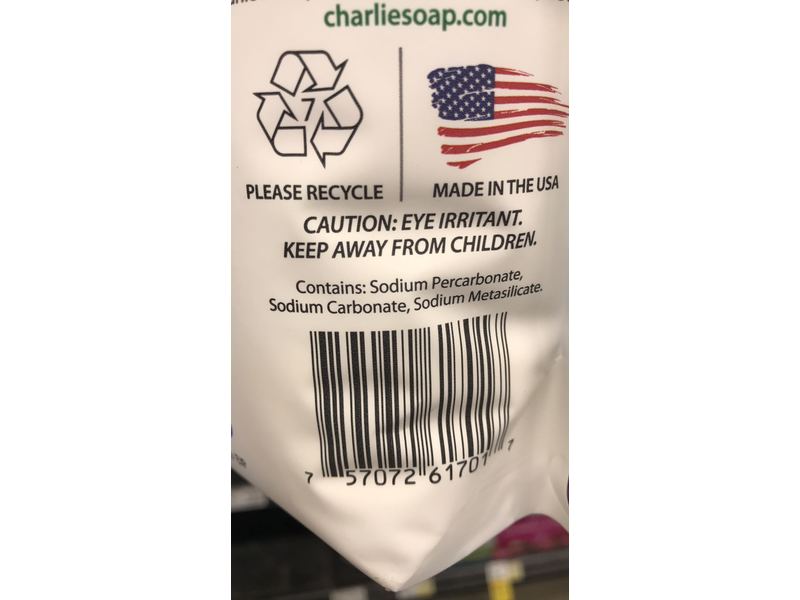 charliesoap.com
7
PLEASE RECYCLE
MADE IN THE USA
CAUTION: EYE IRRITANT.
KEEP AWAY FROM CHILDREN.
Contains: Sodium Percarbonate,
Sodium Carbonate, Sodium Metasilicate.
7 57072 61701 7